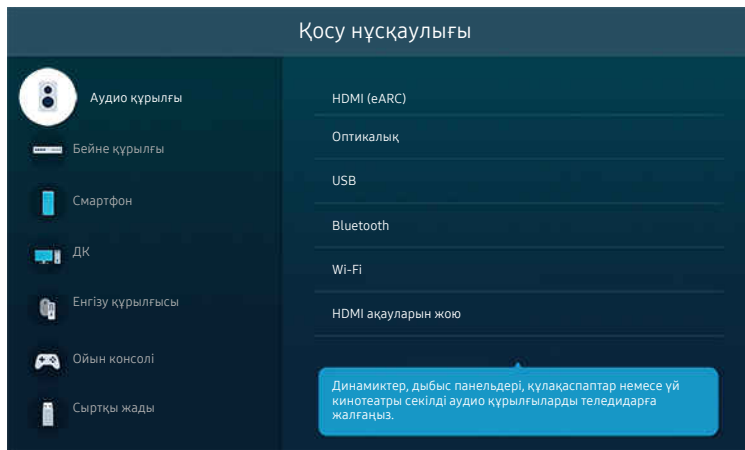 Қосу нұсқаулығы
Аудио құрылғы
Бейне құрылғы
Смартфон
ДК
Енгізу құрылғысы
Ойын консолі
Сыртқы жады
HDMI (eARC)
Оптикалық
USB
Bluetooth
Wi-Fi
HDMI ақауларын жою
Динамиктер, дыбыс панельдері, құлақаспаптар немесе үй
кинотеатры секілді аудио құрылғыларды теледидарға
жалғаңыз.